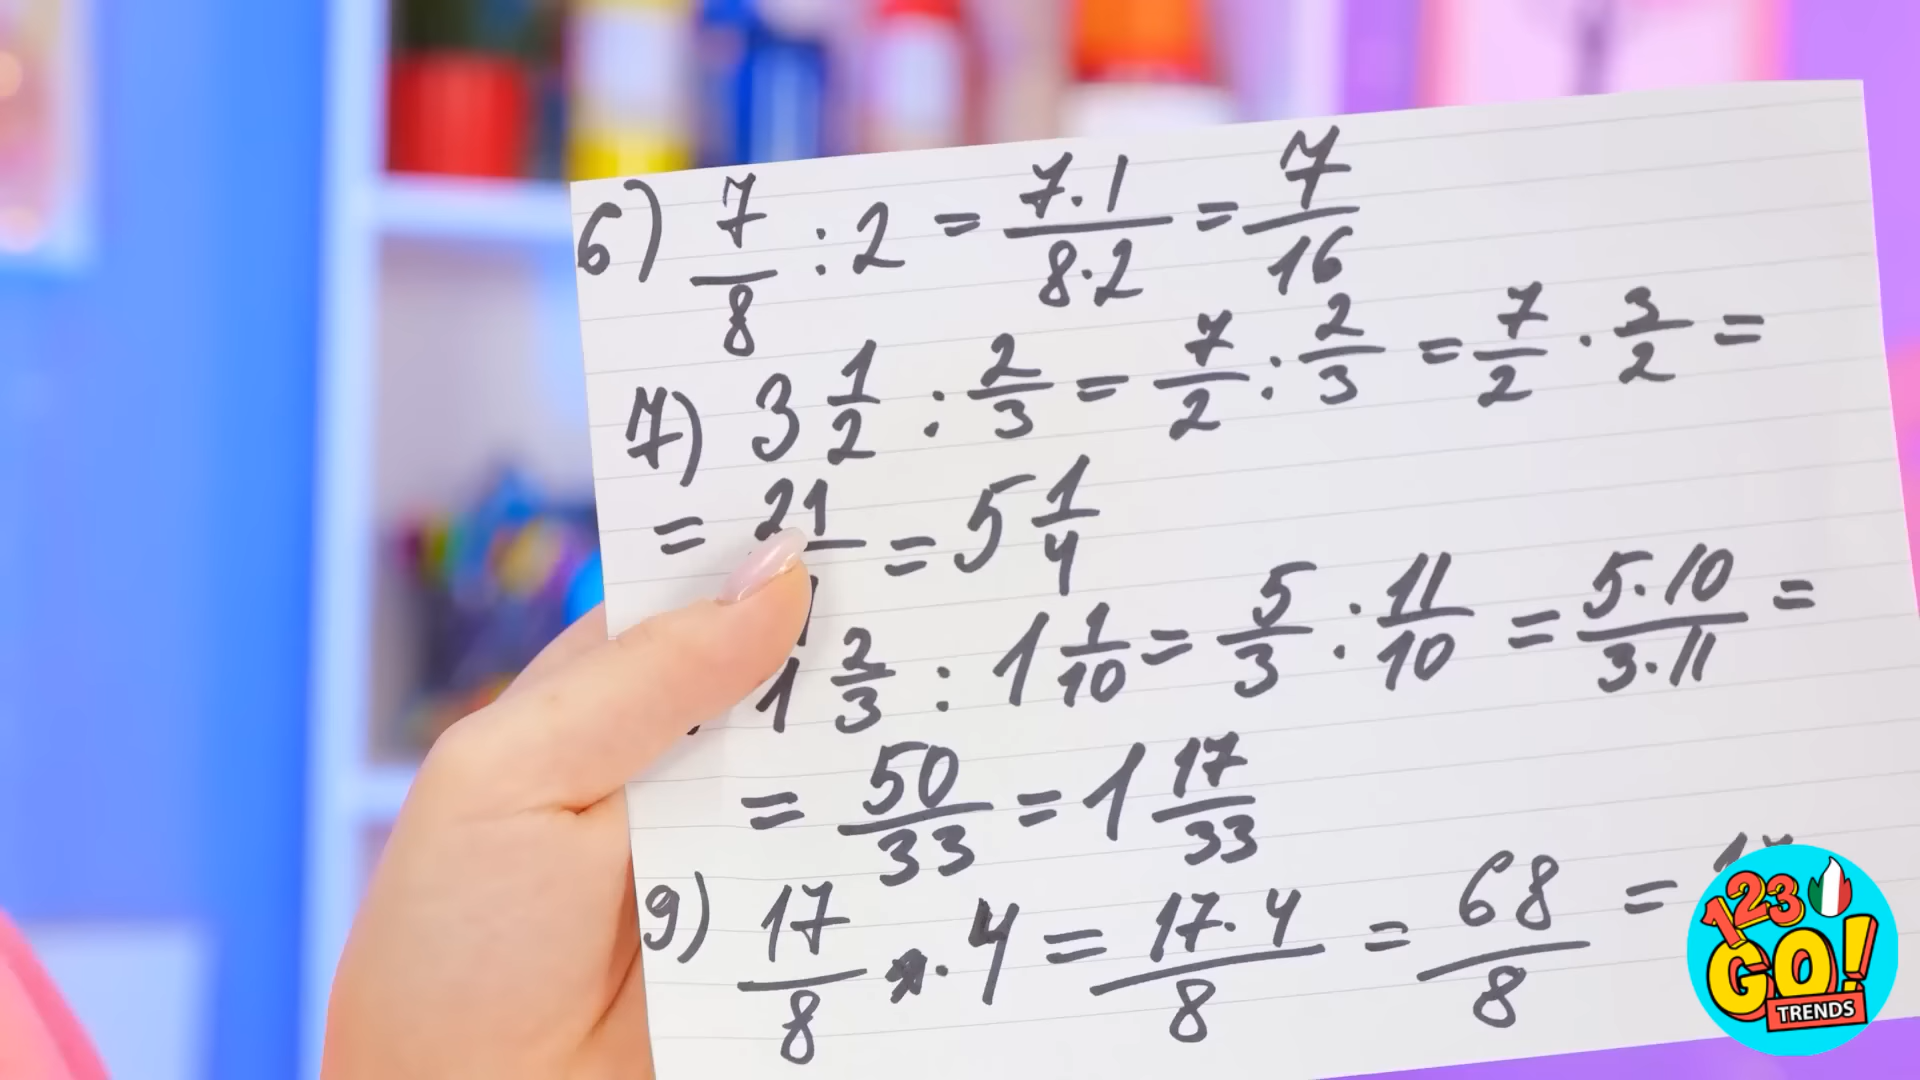 6) 7/8 : 2 = 7·1/8·2 = 7/16
7) 3 1/2 : 2/3 = 7/2 : 2/3 = 7/2 · 3/2 =
= 21/ = 5 1/4
1 2/3 : 1 1/10 = 5/3 : 11/10 = 5·10/3·11 =
= 50/33 = 1 17/33
9) 17/8 · 4 = 17·4/8 = 68/8 =
123
GO!
TRENDS